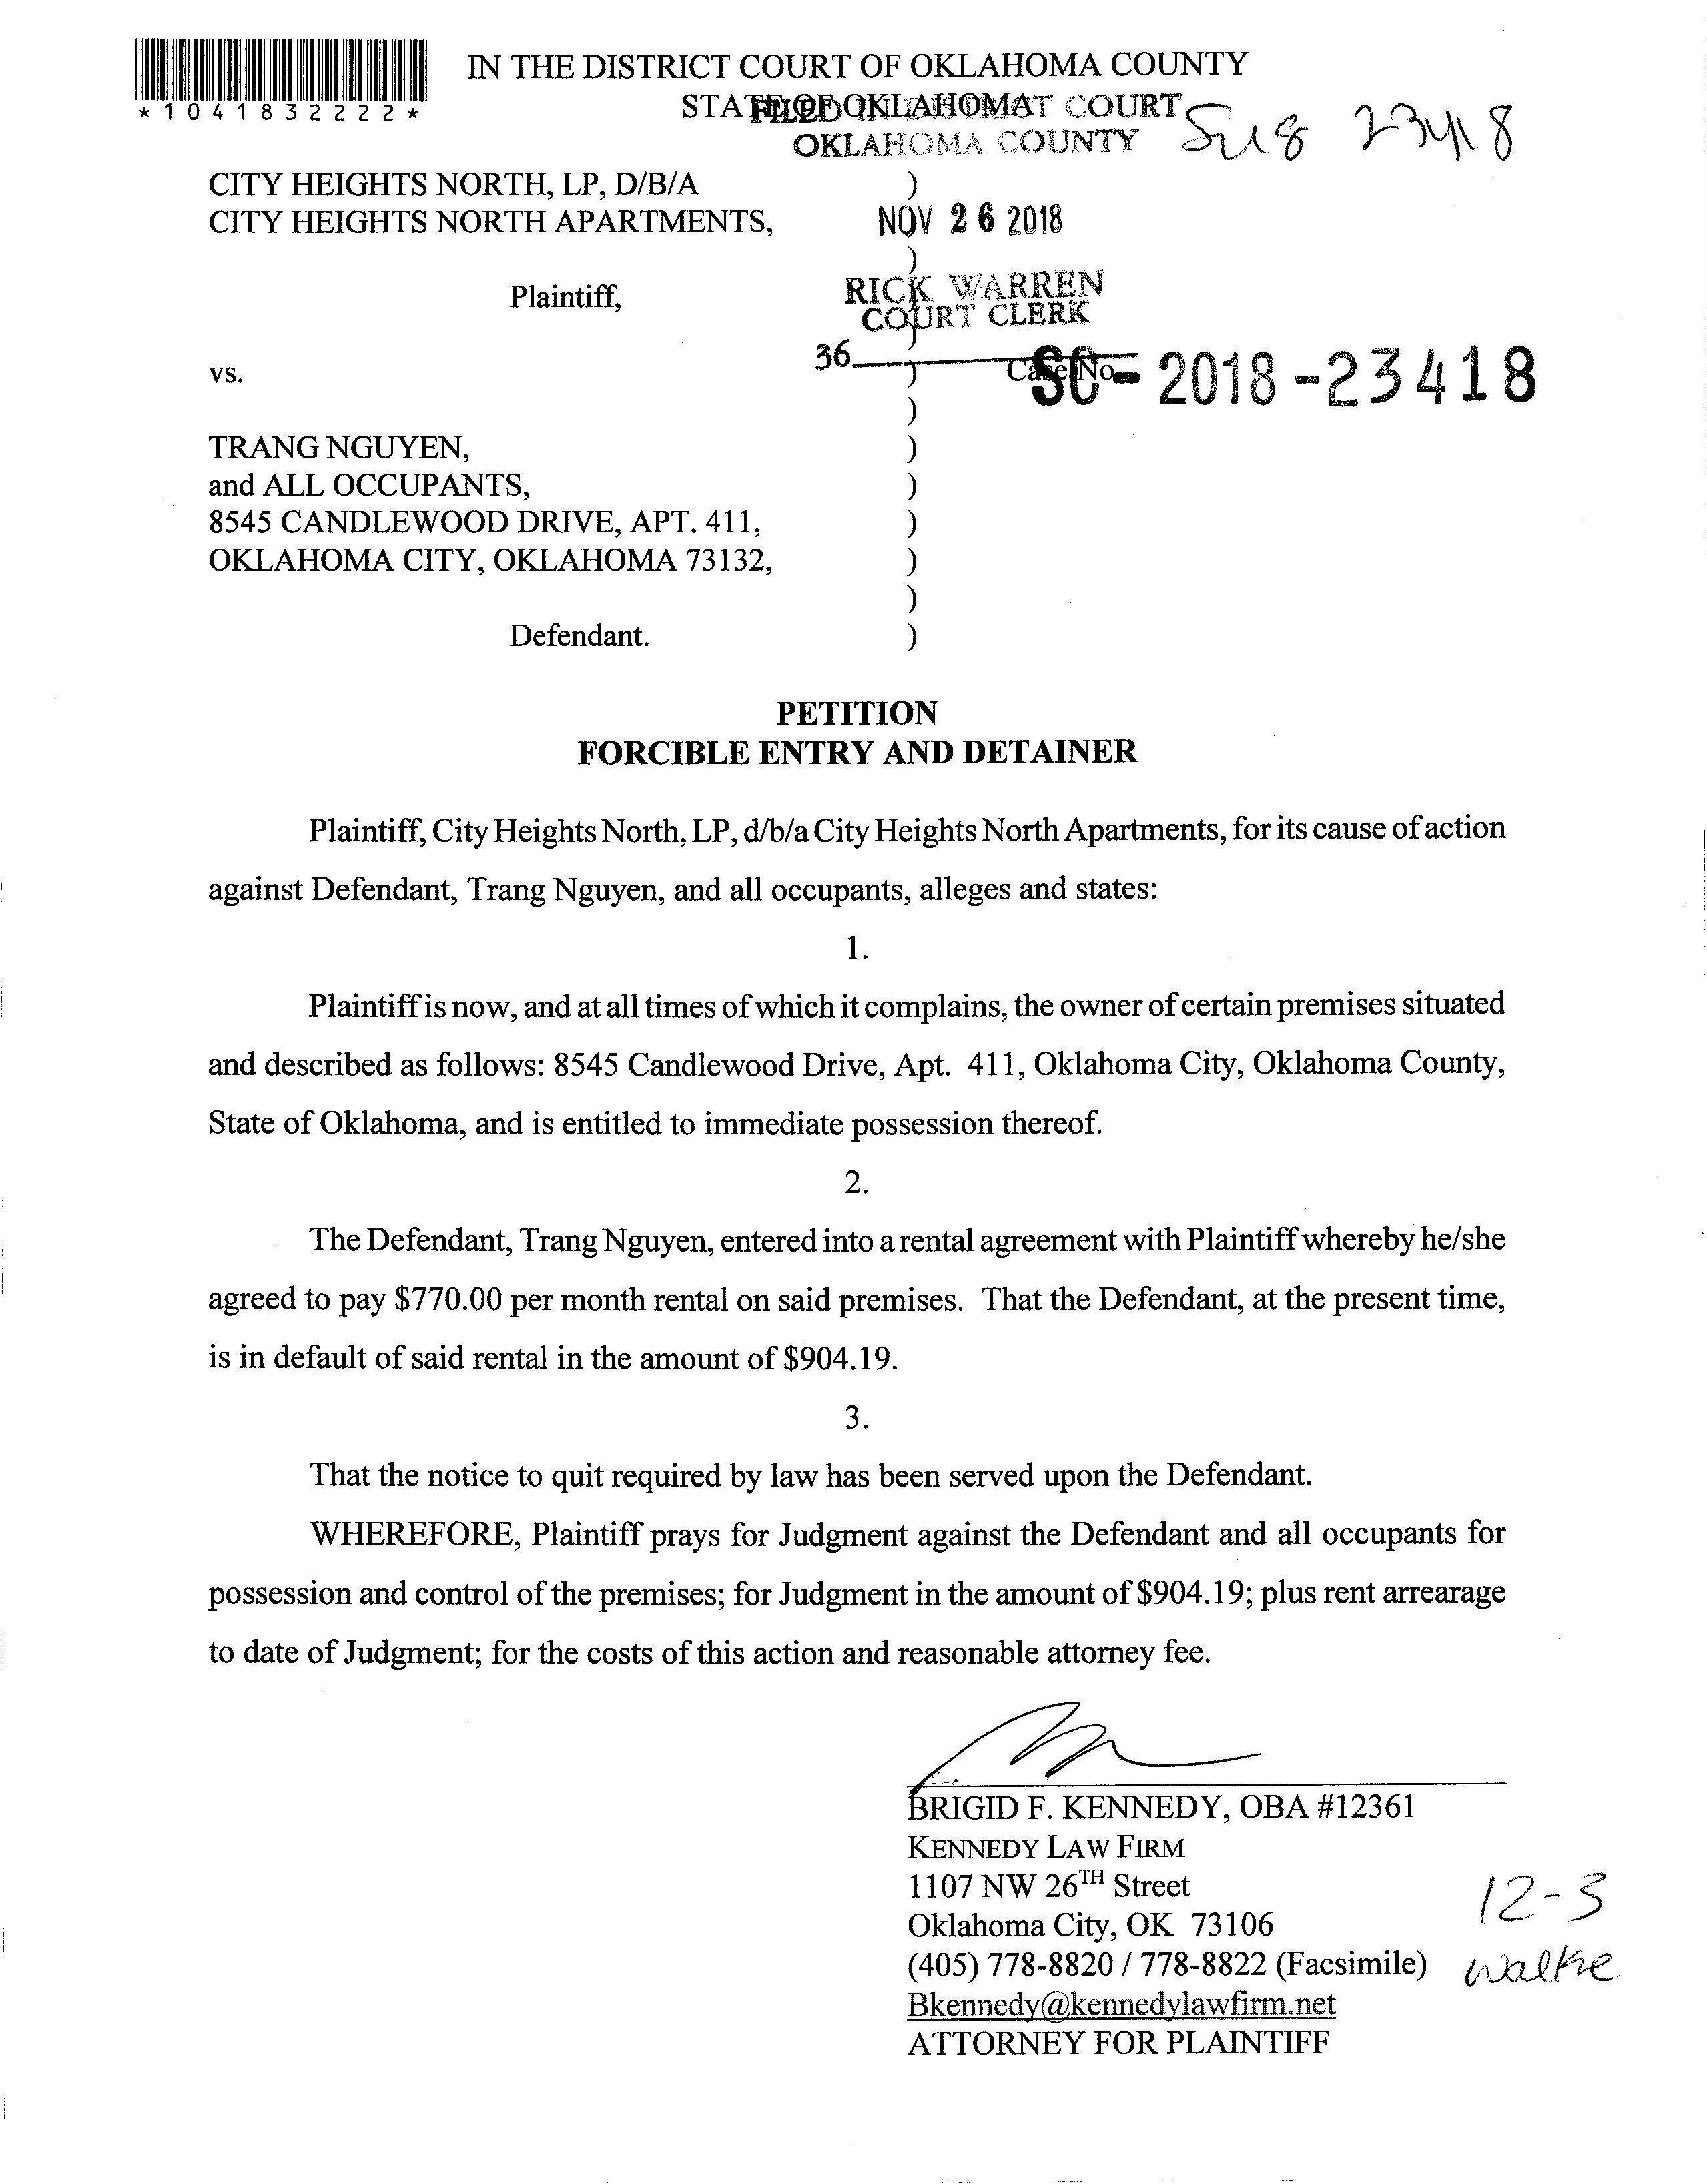 *1041832222*
IN THE DISTRICT COURT OF OKLAHOMA COUNTY
STATE OF OKLAHOMA
FILED IN DISTRICT COURT
OKLAHOMA COUNTY
23418
CITY HEIGHTS NORTH, LP, D/B/A )
CITY HEIGHTS NORTH APARTMENTS, )
NOV 26 2018
)
Plaintiff,
RICK WARREN
COURT CLERK
)
36
vs. ) Case No. SC-2018-23418
)
TRANG NGUYEN, )
and ALL OCCUPANTS, )
8545 CANDLEWOOD DRIVE, APT. 411, )
OKLAHOMA CITY, OKLAHOMA 73132, )
)
Defendant. )
PETITION
FORCIBLE ENTRY AND DETAINER
Plaintiff, City Heights North, LP, d/b/a City Heights North Apartments, for its cause of action
against Defendant, Trang Nguyen, and all occupants, alleges and states:
1.
Plaintiff is now, and at all times of which it complains, the owner of certain premises situated
and described as follows: 8545 Candlewood Drive, Apt. 411, Oklahoma City, Oklahoma County,
State of Oklahoma, and is entitled to immediate possession thereof.
2.
The Defendant, Trang Nguyen, entered into a rental agreement with Plaintiff whereby he/she
agreed to pay $770.00 per month rental on said premises. That the Defendant, at the present time,
is in default of said rental in the amount of $904.19.
3.
That the notice to quit required by law has been served upon the Defendant.
WHEREFORE, Plaintiff prays for Judgment against the Defendant and all occupants for
possession and control of the premises; for Judgment in the amount of $904.19; plus rent arrearage
to date of Judgment; for the costs of this action and reasonable attorney fee.
BRIGID F. KENNEDY, OBA #12361
KENNEDY LAW FIRM
1107 NW 26TH Street
Oklahoma City, OK 73106
(405) 778-8820 / 778-8822 (Facsimile)
Bkennedy@kennedylawfirm.net
ATTORNEY FOR PLAINTIFF
12-3